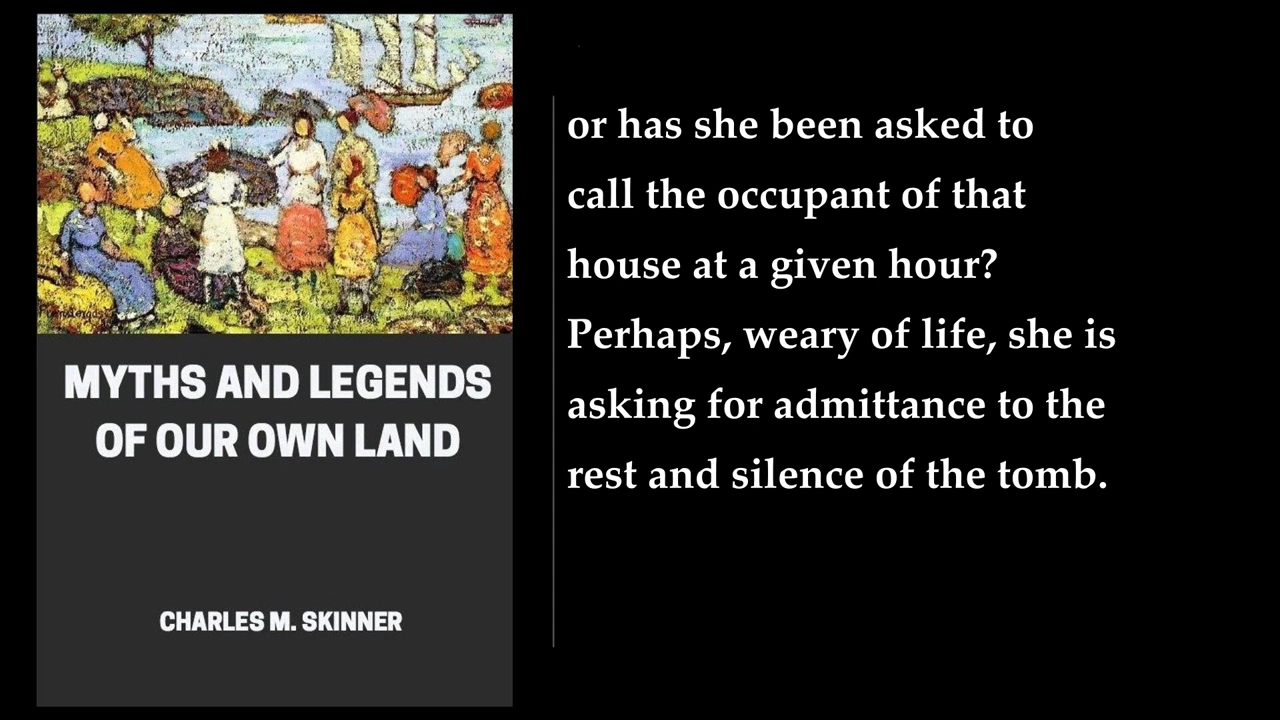 MYTHS AND LEGENDS
OF OUR OWN LAND
CHARLES M. SKINNER
or has she been asked to
call the occupant of that
house at a given hour?
Perhaps, weary of life, she is
asking for admittance to the
rest and silence of the tomb.